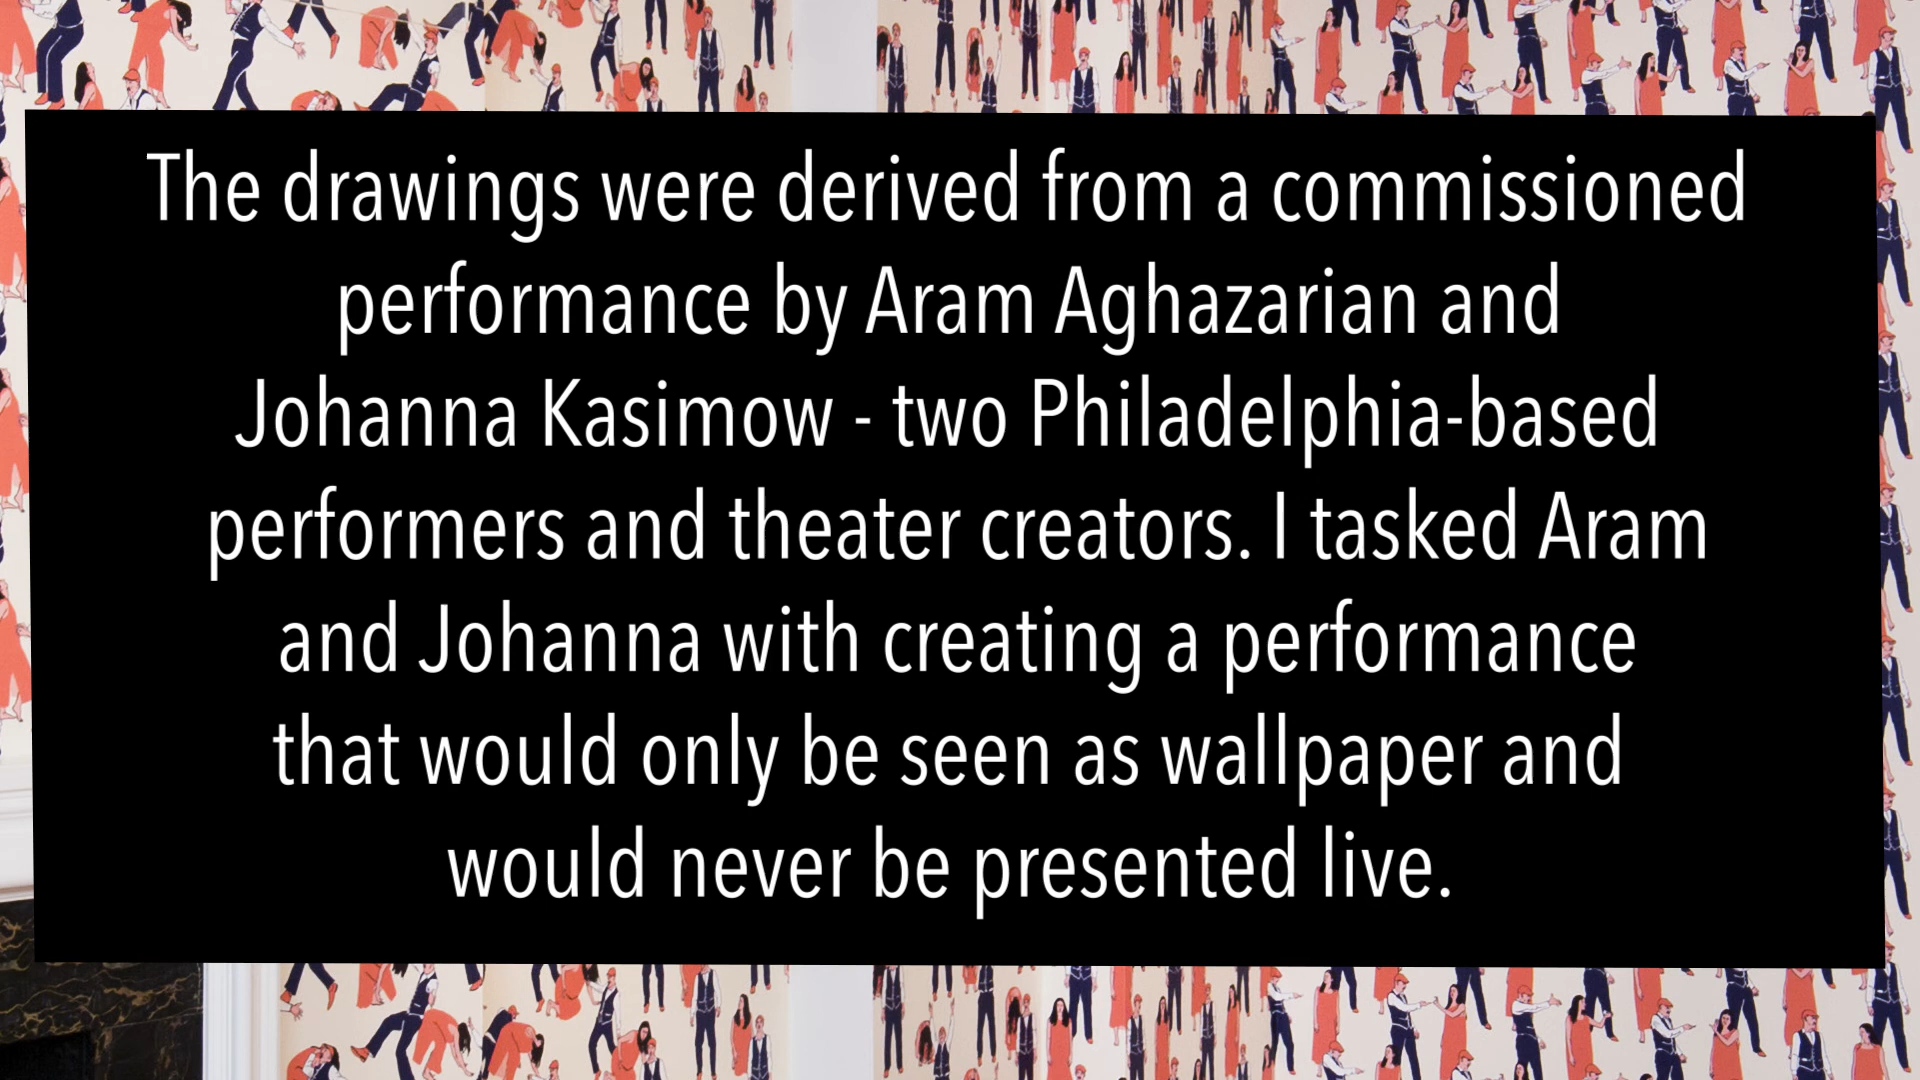 The drawings were derived from a commissioned
performance by Aram Aghazarian and
Johanna Kasimow - two Philadelphia-based
performers and theater creators. I tasked Aram
and Johanna with creating a performance
that would only be seen as wallpaper and
would never be presented live.